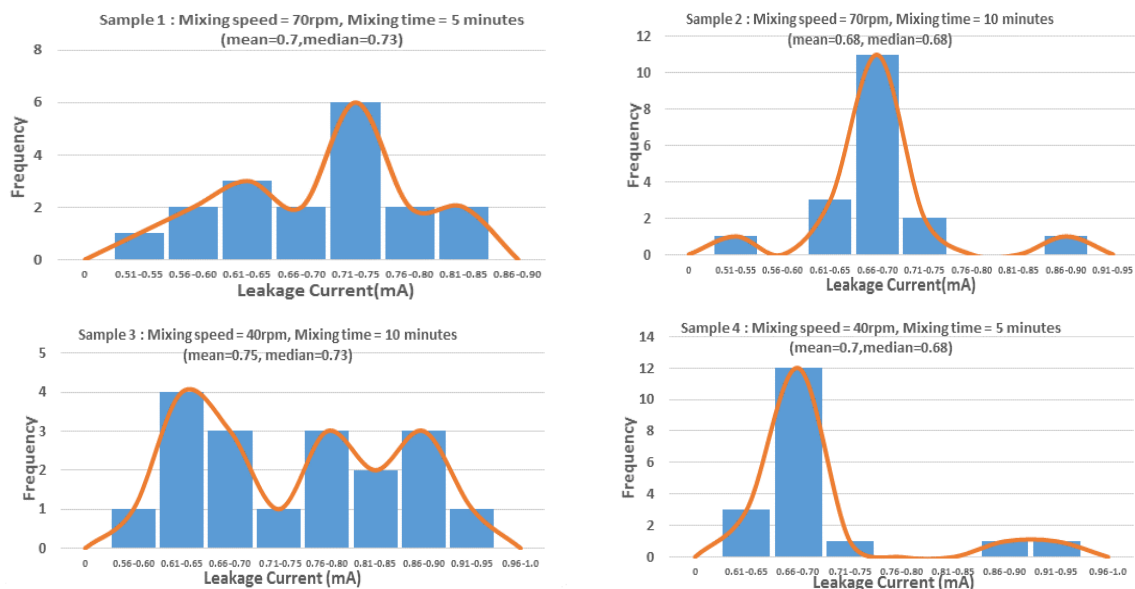 Sample 1 : Mixing speed = 70rpm, Mixing time = 5 minutes
(mean=0.7,median=0.73)
8
6
4
2
0
Frequency
0 0.51-0.55 0.56-0.60 0.61-0.65 0.66-0.70 0.71-0.75 0.76-0.80 0.81-0.85 0.86-0.90
Leakage Current(mA)
Sample 2 : Mixing speed = 70rpm, Mixing time = 10 minutes
(mean=0.68, median=0.68)
12
10
8
6
4
2
0
Frequency
0 0.51-0.55 0.56-0.60 0.61-0.65 0.66-0.70 0.71-0.75 0.76-0.80 0.81-0.85 0.86-0.90 0.91-0.95
Leakage Current(mA)
Sample 3 : Mixing speed = 40rpm, Mixing time = 10 minutes
(mean=0.75, median=0.73)
5
4
3
2
1
0
Frequency
0 0.56-0.60 0.61-0.65 0.66-0.70 0.71-0.75 0.76-0.80 0.81-0.85 0.86-0.90 0.91-0.95 0.96-1.0
Leakage Current (mA)
Sample 4 : Mixing speed = 40rpm, Mixing time = 5 minutes
(mean=0.7,median=0.68)
14
12
10
8
6
4
2
0
Frequency
0 0.61-0.65 0.66-0.70 0.71-0.75 0.76-0.80 0.81-0.85 0.86-0.90 0.91-0.95 0.96-1.0
Leakage Current(mA)